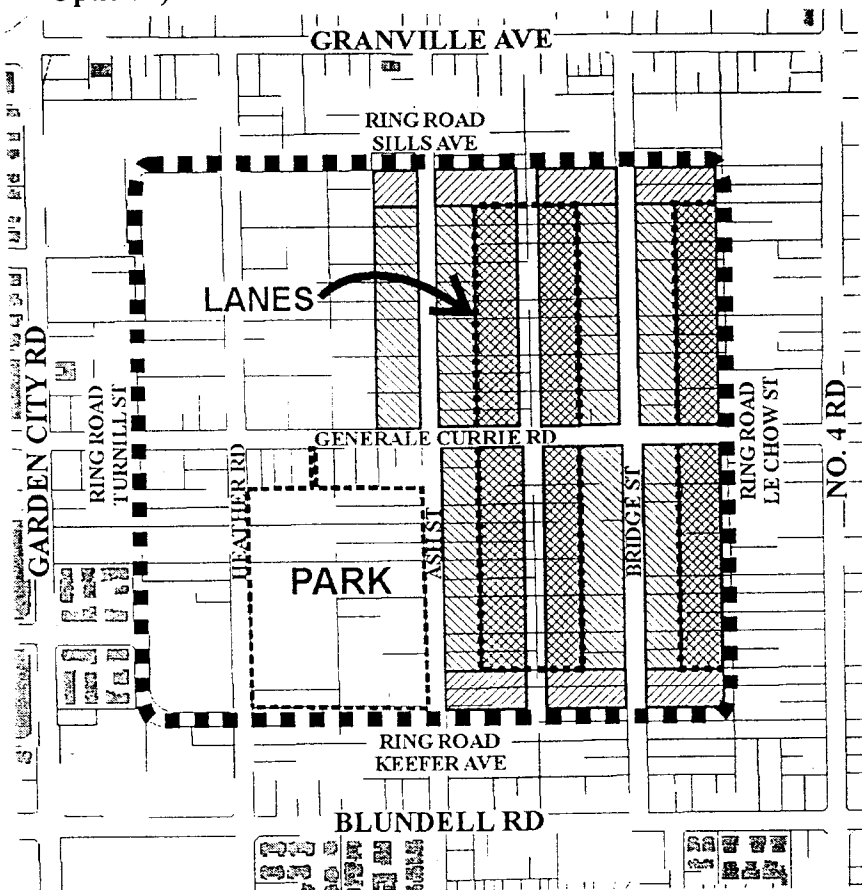 GRANVILLE AVE
RING ROAD
SILLS AVE
LANES
GARDEN CITY RD
RING ROAD
TURNILL ST
GENERALE CURRIE RD
RING ROAD
LE CHOW ST
NO. 4 RD
HEATHER RD
ASH ST
BRIDGE ST
PARK
RING ROAD
KEEFER AVE
BLUNDELL RD